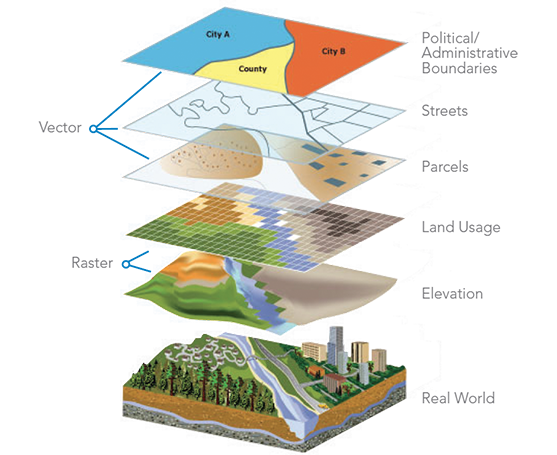 City A
City B
County
Political/
Administrative
Boundaries
Streets
Vector
Parcels
Land Usage
Raster
Elevation
Real World